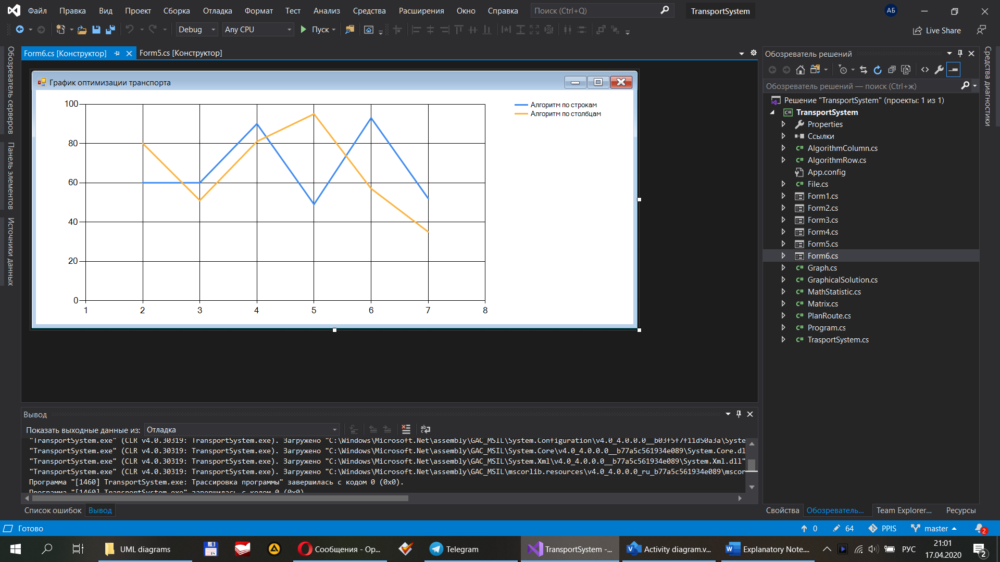 Файл Правка Вид Проект Сборка Отладка Формат Тест Анализ Средства Расширения Окно Справка Поиск (Ctrl+Q) TransportSystem АБ
Debug Any CPU Пуск Live Share
Обозреватель серверов
Панель элементов
Источники данных
Form6.cs [Конструктор] Form5.cs [Конструктор]
График оптимизации транспорта
100
80
60
40
20
0
1 2 3 4 5 6 7 8
Алгоритм по строкам
Алгоритм по столбцам
Вывод
Показать выходные данные из: Отладка
"TransportSystem.exe" (CLR v4.0.30319: TransportSystem.exe). Загружено "C:\Windows\Microsoft.Net\assembly\GAC_MSIL\System.Configuration\v4.0_4.0.0.0__b03f5f7f11d50a3a\Syste
"TransportSystem.exe" (CLR v4.0.30319: TransportSystem.exe). Загружено "C:\Windows\Microsoft.Net\assembly\GAC_MSIL\System.Core\v4.0_4.0.0.0__b77a5c561934e089\System.Core.dl
"TransportSystem.exe" (CLR v4.0.30319: TransportSystem.exe). Загружено "C:\Windows\Microsoft.Net\assembly\GAC_MSIL\System.Xml\v4.0_4.0.0.0__b77a5c561934e089\System.Xml.dll"
"TransportSystem.exe" (CLR v4.0.30319: TransportSystem.exe). Загружено "C:\Windows\Microsoft.Net\assembly\GAC_MSIL\mscorlib.resources\v4.0_4.0.0.0_ru_b77a5c561934e089\mscor
Программа "[1460] TransportSystem.exe: Трассировка программы" завершилась с кодом 0 (0x0).
Программа "[1460] TransportSystem.exe" завершилась с кодом 0 (0x0)
Список ошибок Вывод
Обозреватель решений
Обозреватель решений — поиск (Ctrl+ж)
Решение "TransportSystem" (проекты: 1 из 1)
C# TransportSystem
Properties
Ссылки
C# AlgorithmColumn.cs
C# AlgorithmRow.cs
App.config
C# File.cs
Form1.cs
Form2.cs
Form3.cs
Form4.cs
Form5.cs
Form6.cs
C# Graph.cs
C# GraphicalSolution.cs
C# MathStatistic.cs
C# Matrix.cs
C# PlanRoute.cs
C# Program.cs
C# TrasportSystem.cs
Свойства Обозреватель... Team Explorer... Ресурсы
Средства диагностики
Готово 0 64 PPIS master 2
UML diagrams 64 Сообщения - Op... Telegram TransportSystem -... Activity diagram.v... Explanatory Note.... РУС 21:01
17.04.2020 2